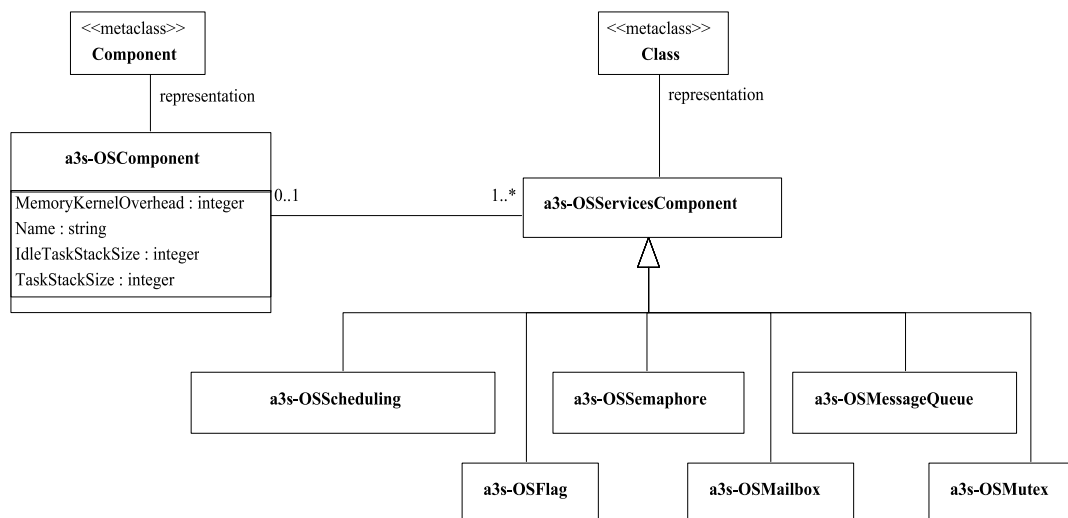 <<metaclass>>
Component
<<metaclass>>
Class
representation
representation
a3s-OSComponent
MemoryKernelOverhead : integer
Name : string
IdleTaskStackSize : integer
TaskStackSize : integer
0..1
1..*
a3s-OSServicesComponent
a3s-OSScheduling
a3s-OSSemaphore
a3s-OSMessageQueue
a3s-OSFlag
a3s-OSMailbox
a3s-OSMutex